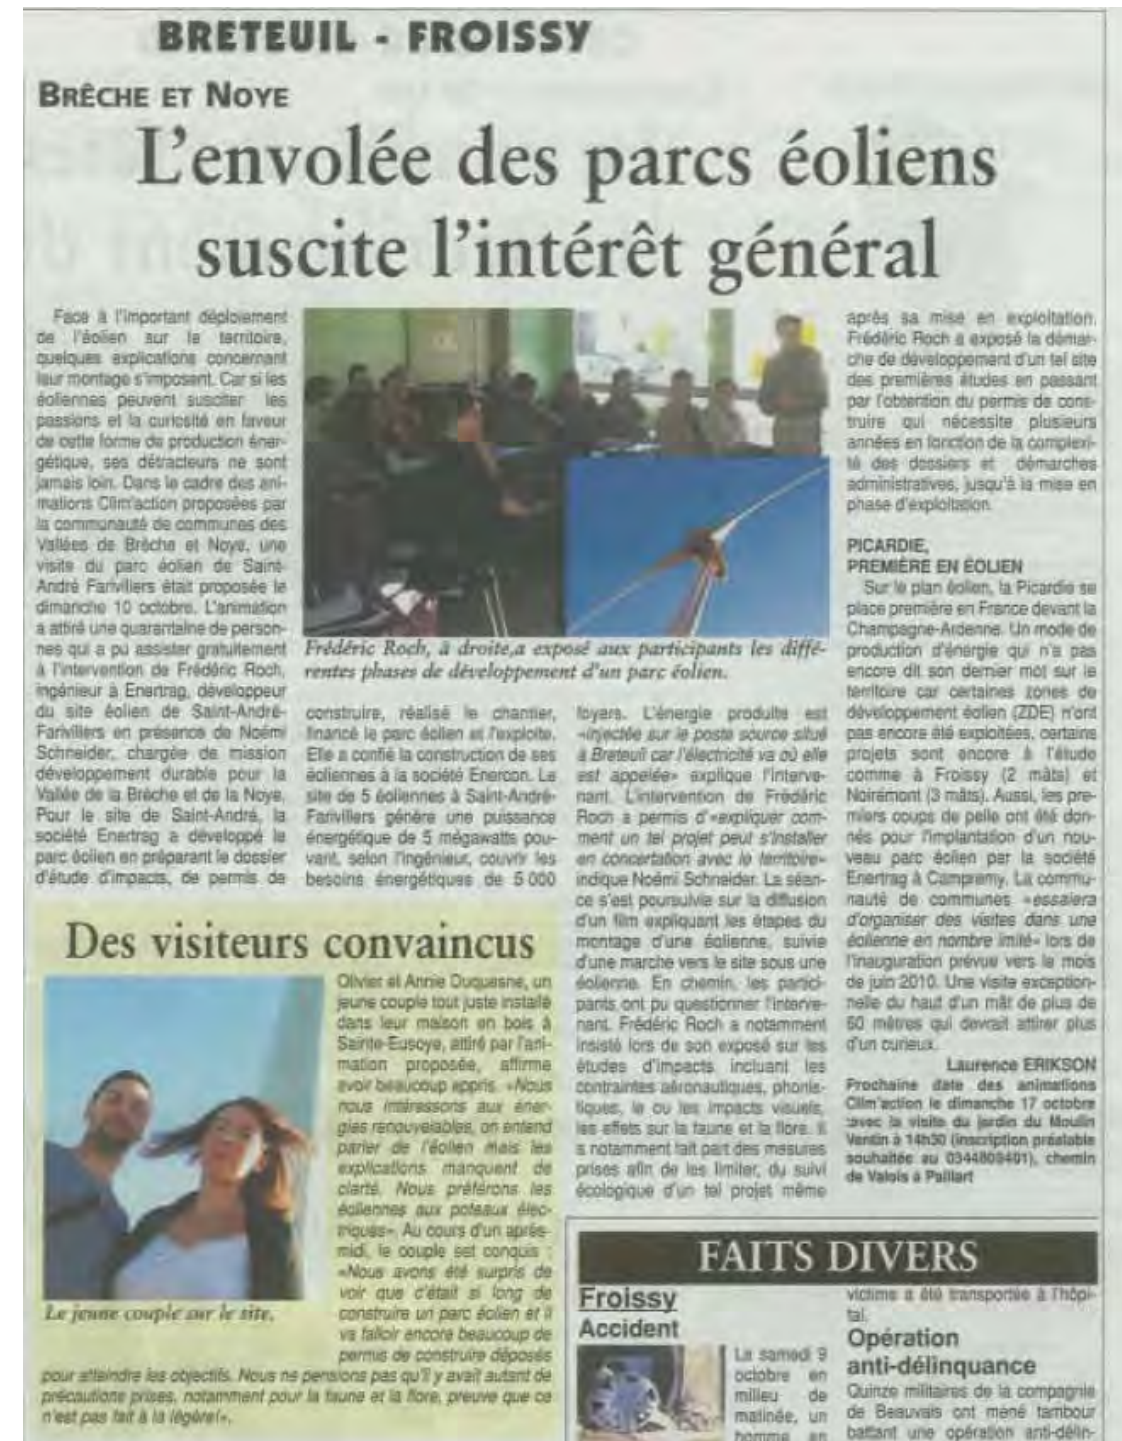 BRETEUIL - FROISSY
BRÊCHE ET NOYE
L'envolée des parcs éoliens
suscite l'intérêt général
Face à l'important déploiement
de l'éolien sur le territoire,
quelques explications concernant
leur montage s'imposent. Car si les
éoliennes peuvent susciter les
passions et la curiosité en faveur
de cette forme de production éner-
gétique, ses détracteurs ne sont
jamais loin. Dans le cadre des ani-
mations Clim'action proposées par
la communauté de communes des
Vallées de Brêche et Noye, une
visite du parc éolien de Saint-
André Farivillers était proposée le
dimanche 10 octobre. L'animation
a attiré une quarantaine de person-
nes qui a pu assister gratuitement
à l'intervention de Frédéric Roch,
ingénieur à Enertrag, développeur
du site éolien de Saint-André-
Farivillers en présence de Noémi
Schneider, chargée de mission
développement durable pour la
Vallée de la Brèche et de la Noye.
Pour le site de Saint-André, la
société Enertrag a développé le
parc éolien en préparant le dossier
d'étude d'impacts, de permis de
Frédéric Roch, à droite,a exposé aux participants les diffé-
rentes phases de développement d'un parc éolien.
construire, réalisé le chantier,
financé le parc éolien et l'exploite.
Elle a confié la construction de ses
éoliennes à la société Enercon. Le
site de 5 éoliennes à Saint-André-
Farivillers génère une puissance
énergétique de 5 mégawatts pou-
vant, selon l'ingénieur, couvrir les
besoins énergétiques de 5 000
foyers. L'énergie produite est
«injectée sur le poste source situé
à Breteuil car l'électricité va où elle
est appelée» explique l'interve-
nant. L'intervention de Frédéric
Roch a permis d'«expliquer com-
ment un tel projet peut s'installer
en concertation avec le territoire»
indique Noémi Schneider. La séan-
ce s'est poursuivie sur la diffusion
d'un film expliquant les étapes du
montage d'une éolienne, suivie
d'une marche vers le site sous une
éolienne. En chemin, les partici-
pants ont pu questionner l'interve-
nant. Frédéric Roch a notamment
insisté lors de son exposé sur les
études d'impacts incluant les
contraintes aéronautiques, phonis-
tiques, le ou les impacts visuels,
les effets sur la faune et la flore. Il
a notamment fait part des mesures
prises afin de les limiter, du suivi
écologique d'un tel projet même
après sa mise en exploitation.
Frédéric Roch a exposé la démar-
che de développement d'un tel site
des premières études en passant
par l'obtention du permis de cons-
truire qui nécessite plusieurs
années en fonction de la complexi-
té des dossiers et démarches
administratives, jusqu'à la mise en
phase d'exploitation.
PICARDIE,
PREMIÈRE EN ÉOLIEN
Sur le plan éolien, la Picardie se
place première en France devant la
Champagne-Ardenne. Un mode de
production d'énergie qui n'a pas
encore dit son dernier mot sur le
territoire car certaines zones de
développement éolien (ZDE) n'ont
pas encore été exploitées, certains
projets sont encore à l'étude
comme à Froissy (2 mâts) et
Noirémont (3 mâts). Aussi, les pre-
miers coups de pelle ont été don-
nés pour l'implantation d'un nou-
veau parc éolien par la société
Enertrag à Campremy. La commu-
nauté de communes «essaiera
d'organiser des visites dans une
éolienne en nombre imité» lors de
l'inauguration prévue vers le mois
de juin 2010. Une visite exception-
nelle du haut d'un mât de plus de
60 mètres qui devrait attirer plus
d'un curieux.
Laurence ERIKSON
Prochaine date des animations
Clim'action le dimanche 17 octobre
avec la visite du jardin du Moulin
Ventin à 14h30 (inscription préalable
souhaitée au 0344809401), chemin
de Valois à Paillart
Des visiteurs convaincus
Le jeune couple sur le site.
Olivier et Annie Duquesne, un
jeune couple tout juste installé
dans leur maison en bois à
Sainte-Eusoye, attiré par l'ani-
mation proposée, affirme
avoir beaucoup appris. «Nous
nous intéressons aux éner-
gies renouvelables, on entend
parler de l'éolien mais les
explications manquent de
clarté. Nous préférons les
éoliennes aux poteaux élec-
triques». Au cours d'un après-
midi, le couple est conquis :
«Nous avons été surpris de
voir que c'était si long de
construire un parc éolien et il
va falloir encore beaucoup de
permis de construire déposés
pour atteindre les objectifs. Nous ne pensions pas qu'il y avait autant de
précautions prises, notamment pour la faune et la flore, preuve que ce
n'est pas fait à la légère!».
FAITS DIVERS
Froissy
Accident
Le samedi 9
octobre en
milieu de
matinée, un
homme en
victime a été transportée à l'hôpi-
tal.
Opération
anti-délinquance
Quinze militaires de la compagnie
de Beauvais ont mené tambour
battant une opération anti-délin-